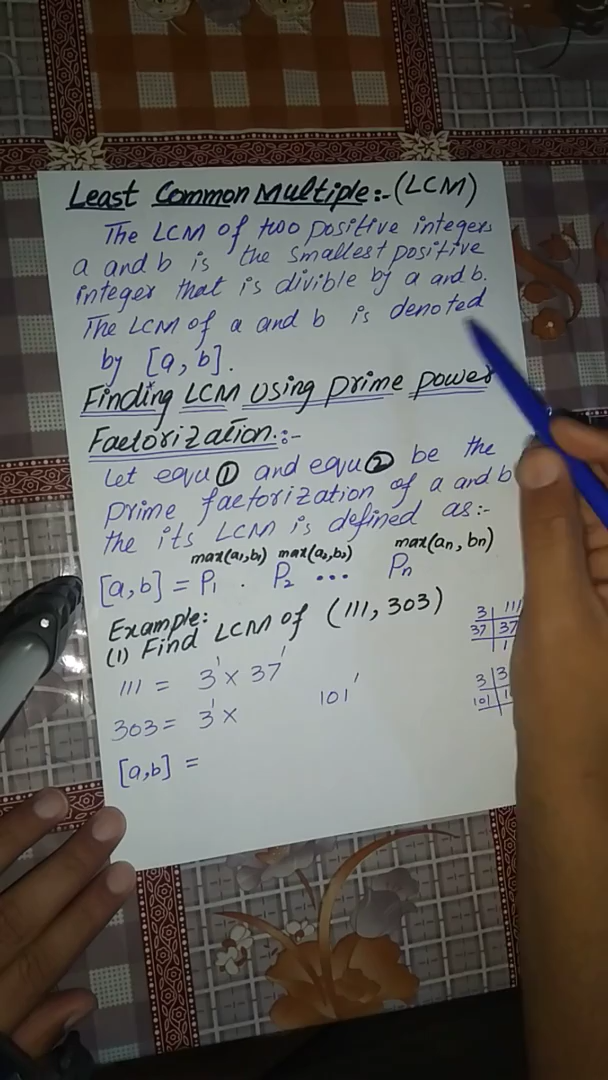 Least Common Multiple:- (LCM)
The LCM of two positive integers
a and b is the smallest positive
integer that is divible by a and b.
The LCM of a and b is denoted
by [a, b].
Finding LCM Using prime power
Factorization.:-
Let equ ① and equ ② be the
prime factorization of a and b
the its LCM is defined as:-
max(a₁,b₁) max(a₂,b₂) max(an, bn)
[a,b] = P₁ . P₂ ... Pn
Example:
(1) Find LCM of (111, 303)
111 = 3¹ x 37¹
303 = 3¹ x 101¹
[a,b] =
3 | 111
37 | 37
1
3 | 3
101 | 1